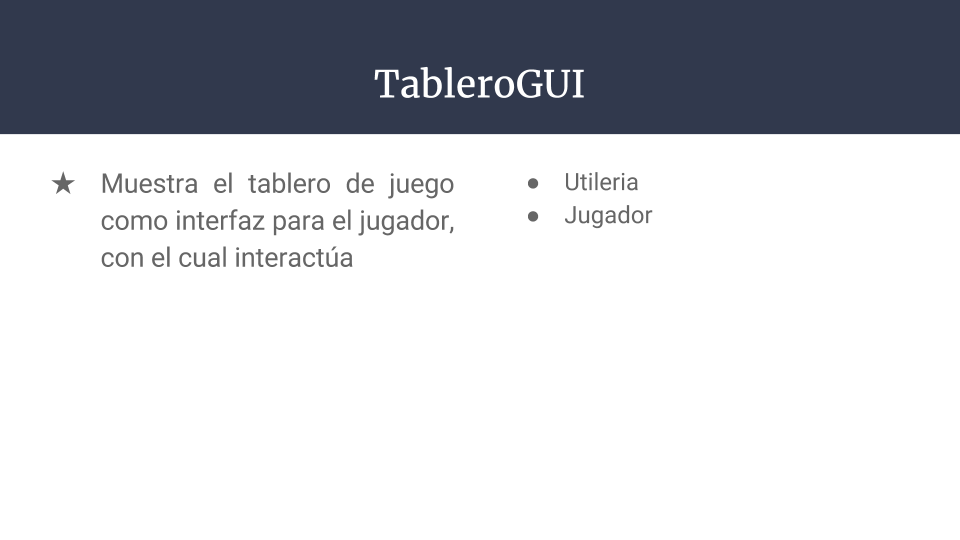 TableroGUI
★ Muestra el tablero de juego
como interfaz para el jugador,
con el cual interactúa
● Utileria
● Jugador